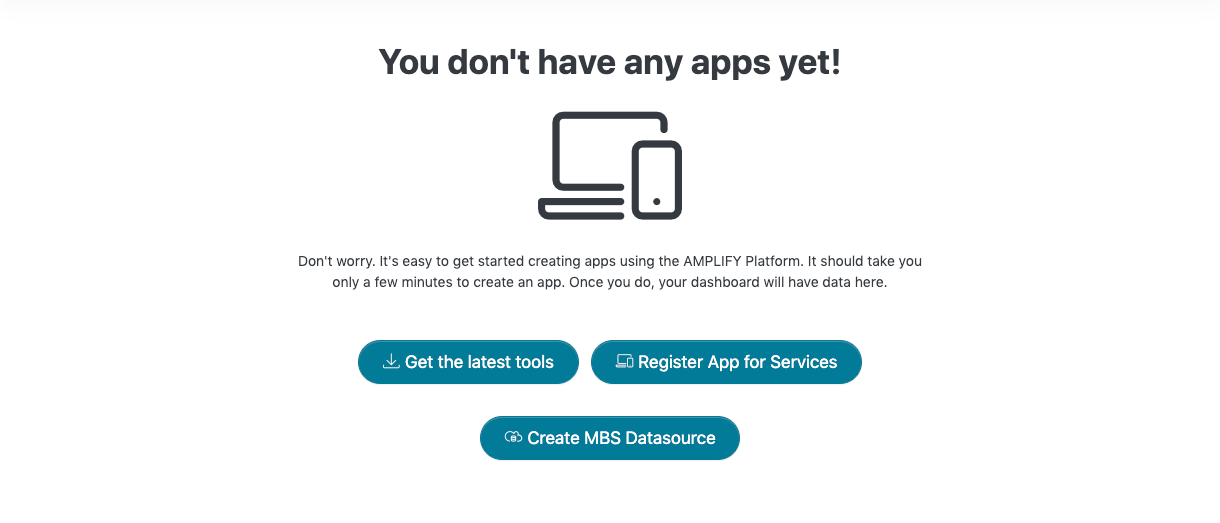 You don't have any apps yet!
Don't worry. It's easy to get started creating apps using the AMPLIFY Platform. It should take you
only a few minutes to create an app. Once you do, your dashboard will have data here.
Get the latest tools
Register App for Services
Create MBS Datasource